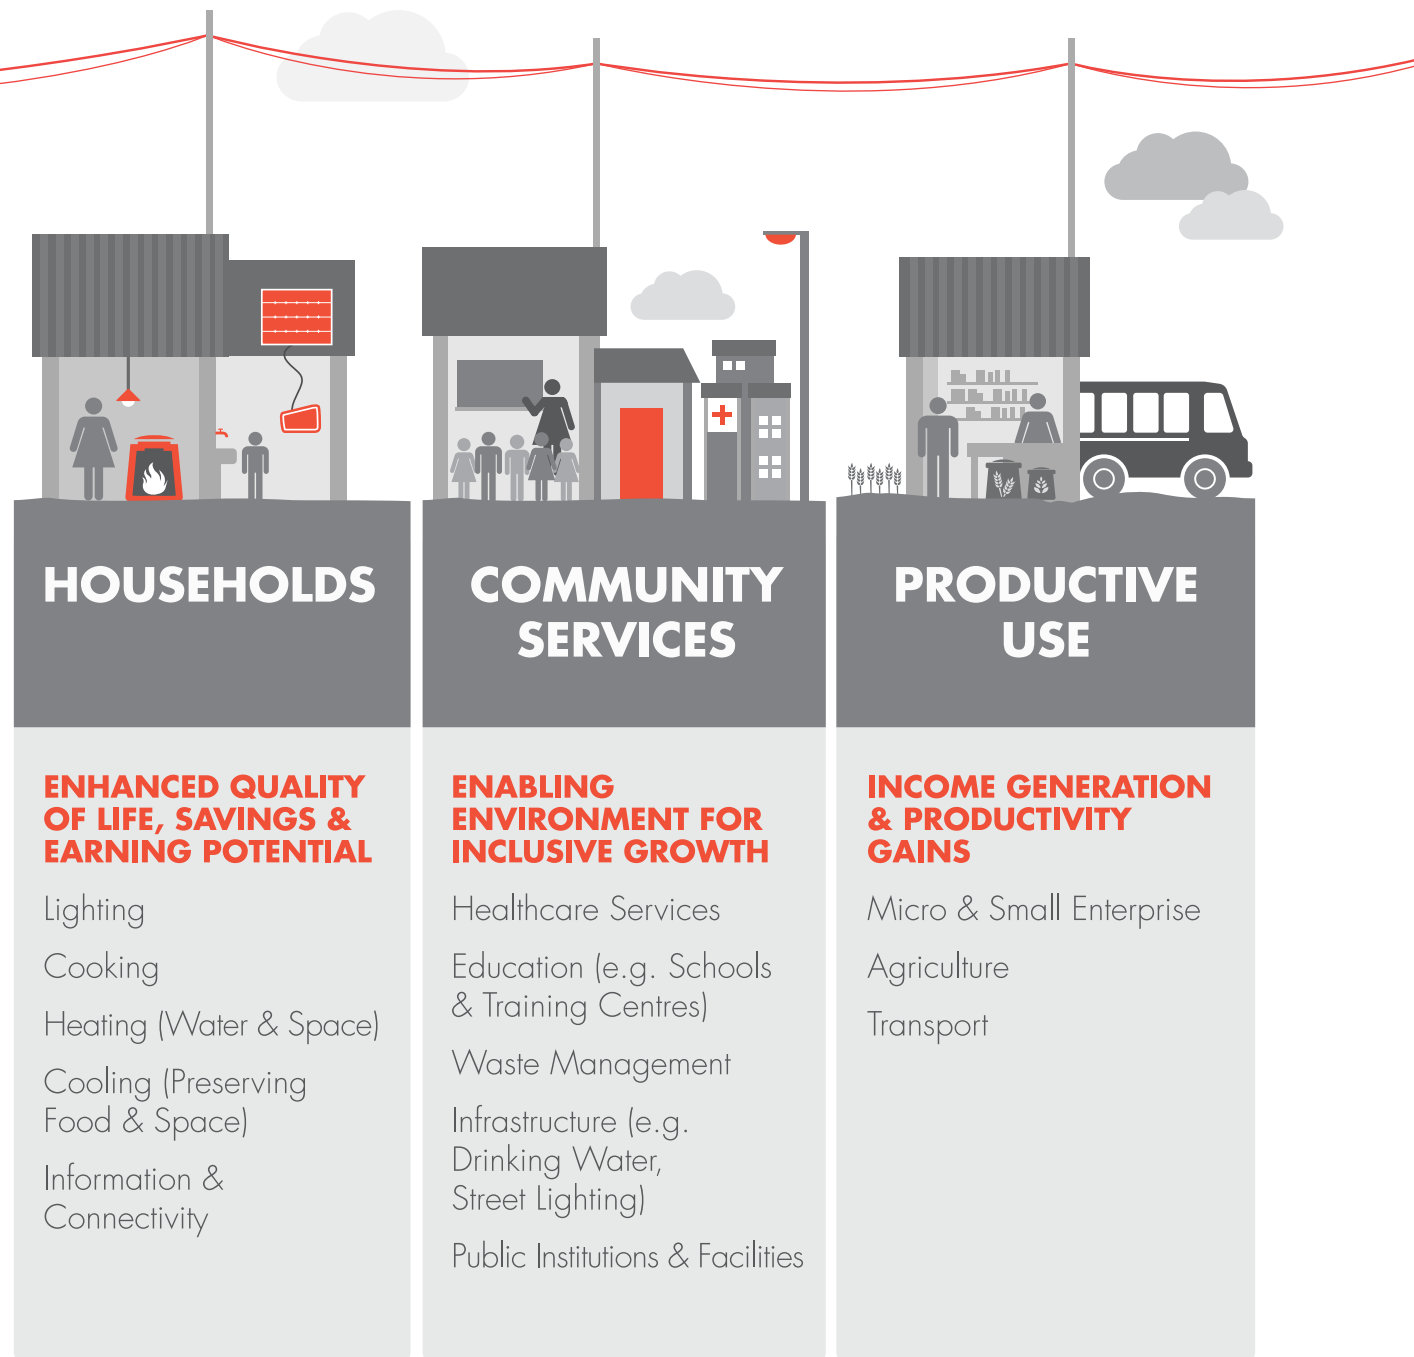 HOUSEHOLDS
ENHANCED QUALITY
OF LIFE, SAVINGS &
EARNING POTENTIAL
Lighting
Cooking
Heating (Water & Space)
Cooling (Preserving
Food & Space)
Information &
Connectivity
COMMUNITY
SERVICES
ENABLING
ENVIRONMENT FOR
INCLUSIVE GROWTH
Healthcare Services
Education (e.g. Schools
& Training Centres)
Waste Management
Infrastructure (e.g.
Drinking Water,
Street Lighting)
Public Institutions & Facilities
PRODUCTIVE
USE
INCOME GENERATION
& PRODUCTIVITY
GAINS
Micro & Small Enterprise
Agriculture
Transport